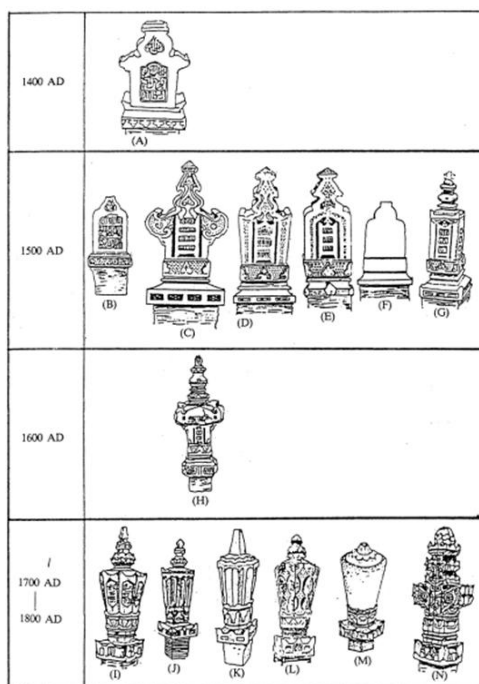 1400 AD
(A)
1500 AD
(B)
(C)
(D)
(E)
(F)
(G)
1600 AD
(H)
1700 AD
1800 AD
(I)
(J)
(K)
(L)
(M)
(N)